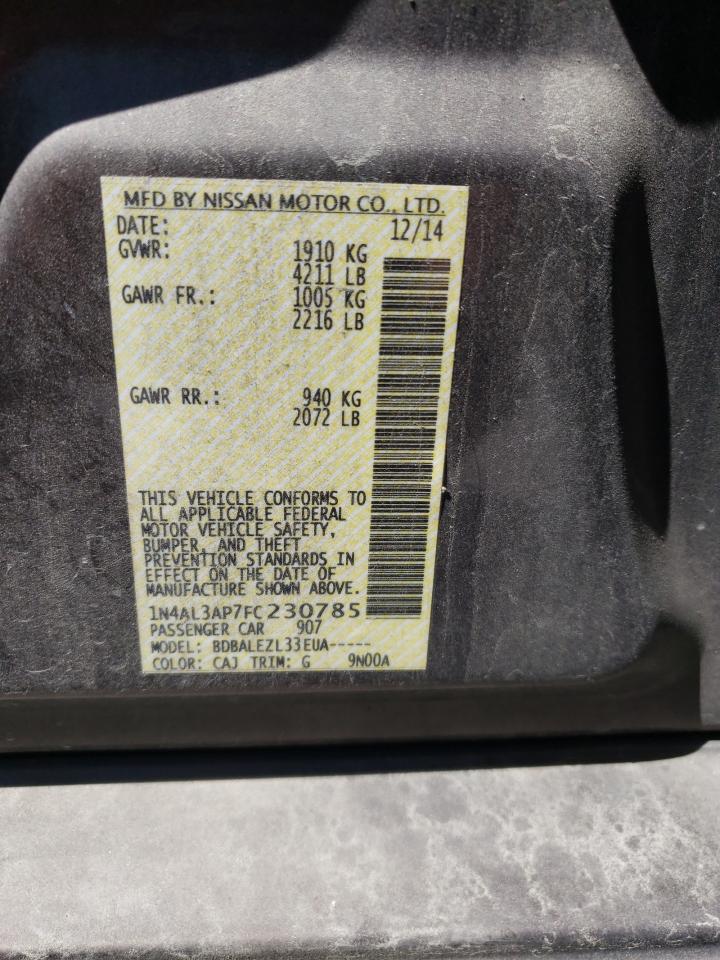 MFD BY NISSAN MOTOR CO., LTD.
DATE: 12/14
GVWR: 1910 KG
4211 LB
GAWR FR.: 1005 KG
2216 LB
GAWR RR.: 940 KG
2072 LB
THIS VEHICLE CONFORMS TO
ALL APPLICABLE FEDERAL
MOTOR VEHICLE SAFETY,
BUMPER, AND THEFT
PREVENTION STANDARDS IN
EFFECT ON THE DATE OF
MANUFACTURE SHOWN ABOVE.
1N4AL3AP7FC230785
PASSENGER CAR 907
MODEL: BDBALEZL33EUA-----
COLOR: CAJ TRIM: G 9N00A